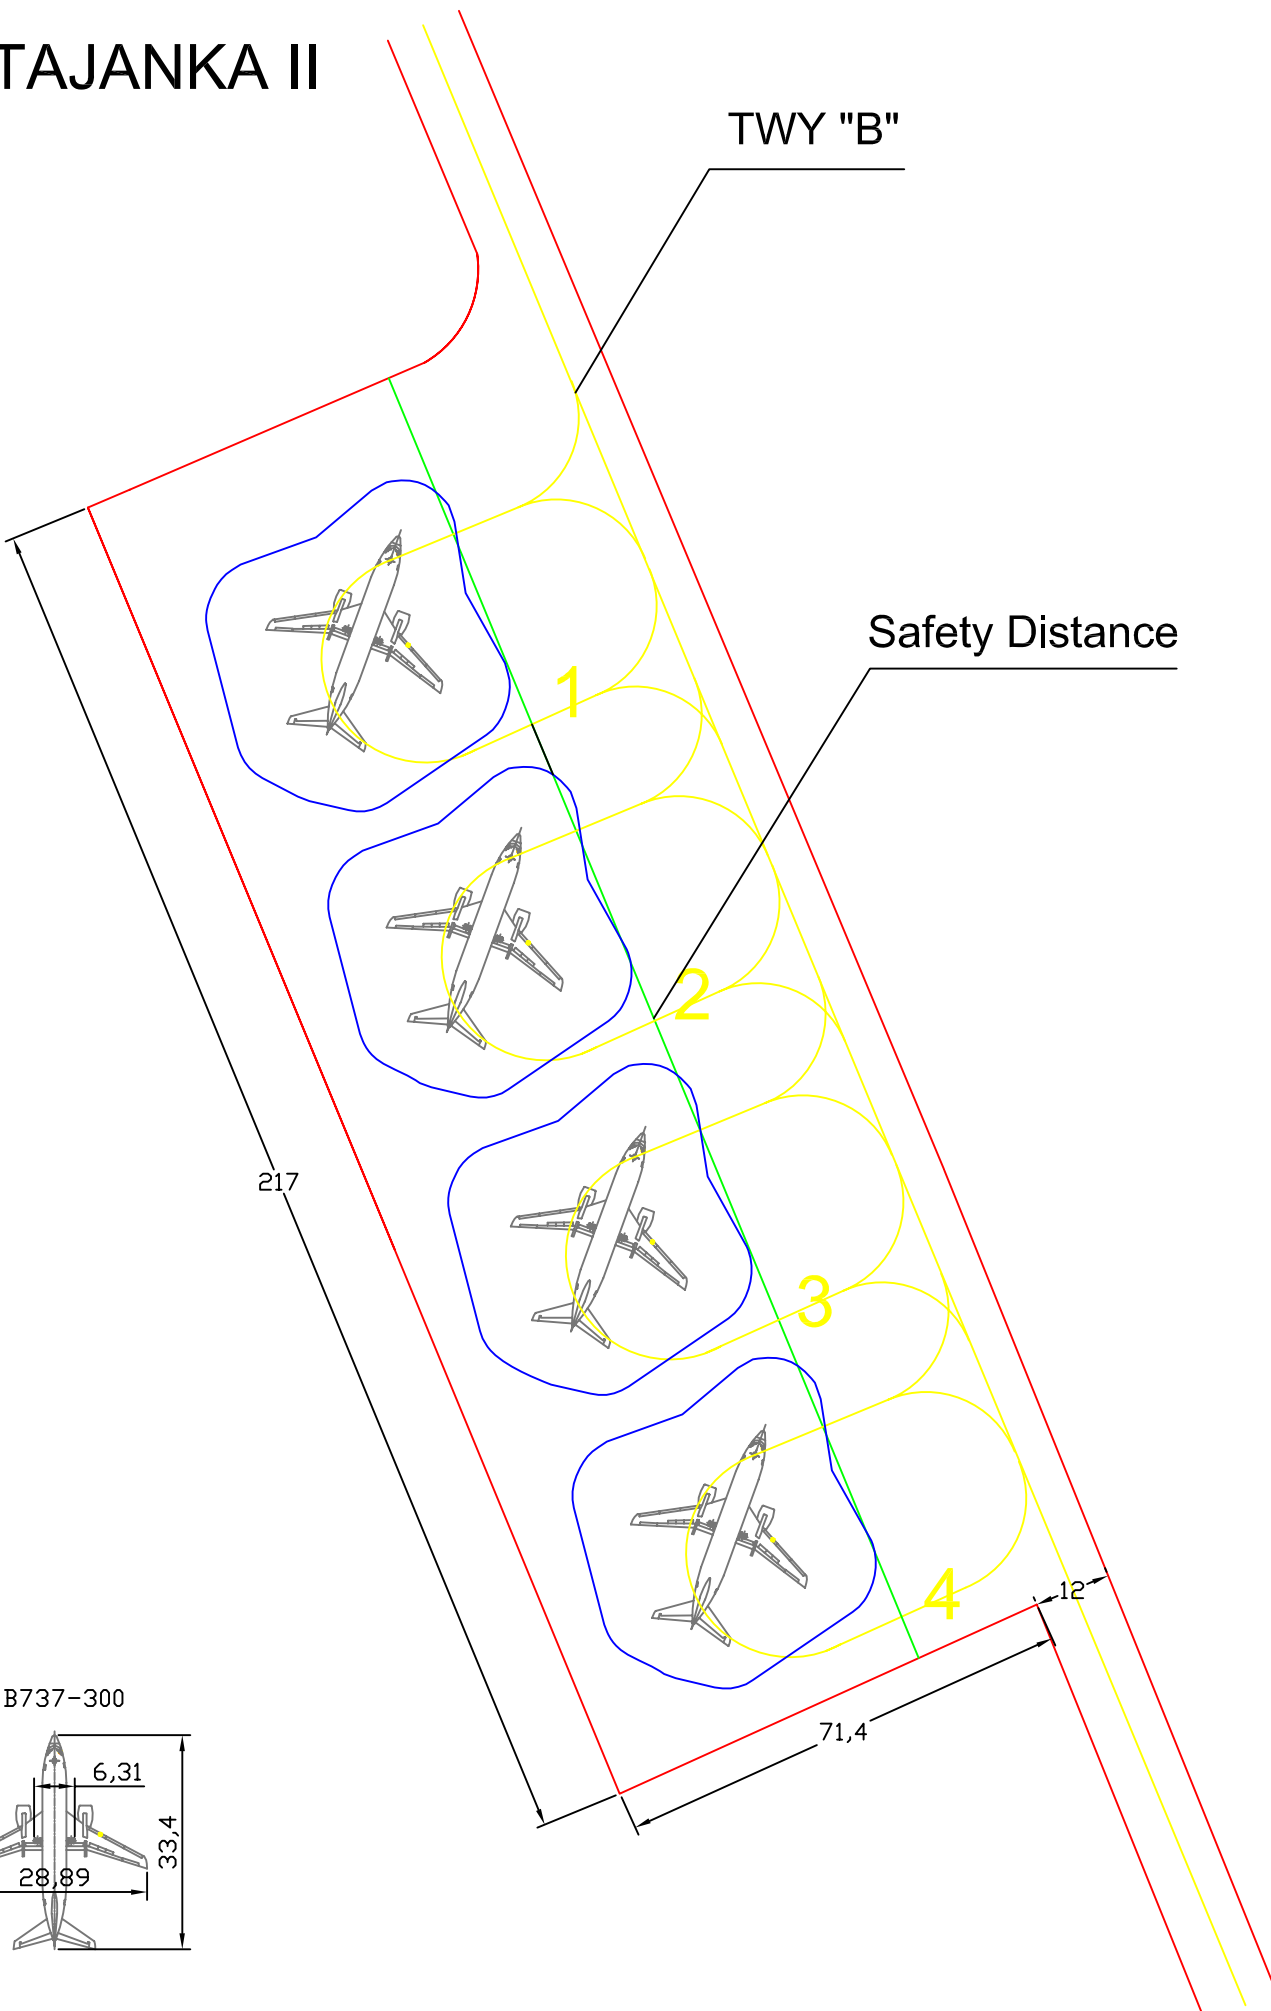 TAJANKA II
TWY "B"
Safety Distance
1
2
217
3
4
12
B737-300
71,4
6,31
33,4
28,89